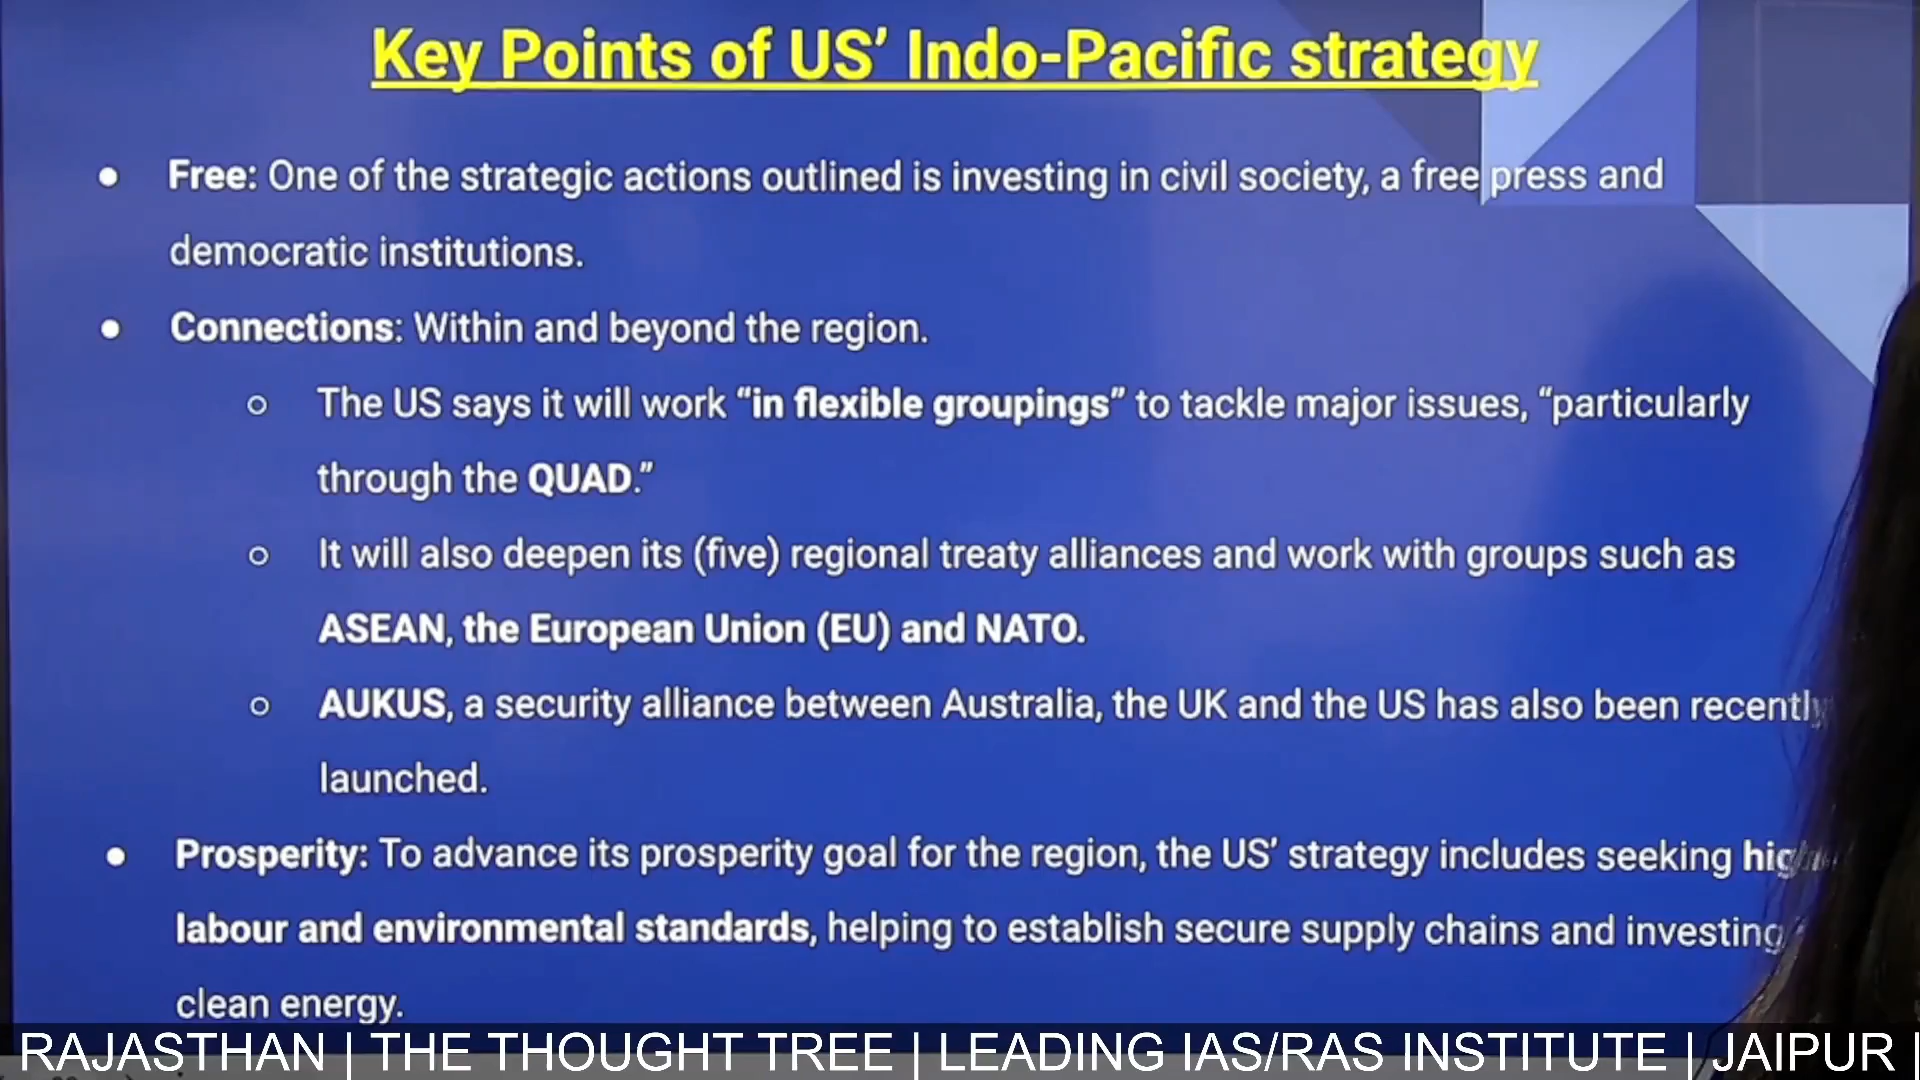 Key Points of US’ Indo-Pacific strategy
● Free: One of the strategic actions outlined is investing in civil society, a free press and
democratic institutions.
● Connections: Within and beyond the region.
○ The US says it will work “in flexible groupings” to tackle major issues, “particularly
through the QUAD.”
○ It will also deepen its (five) regional treaty alliances and work with groups such as
ASEAN, the European Union (EU) and NATO.
○ AUKUS, a security alliance between Australia, the UK and the US has also been recently
launched.
● Prosperity: To advance its prosperity goal for the region, the US’ strategy includes seeking
labour and environmental standards, helping to establish secure supply chains and investing
clean energy.
RAJASTHAN | THE THOUGHT TREE | LEADING IAS/RAS INSTITUTE | JAIPUR |